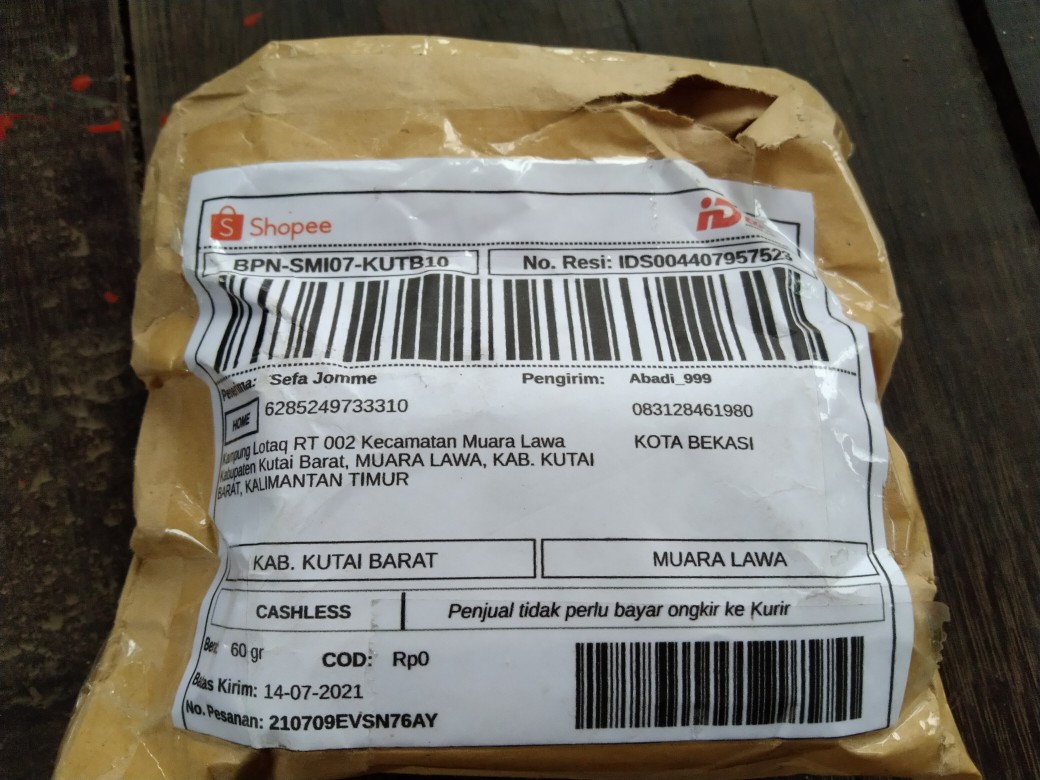 Shopee
iD
BPN-SMI07-KUTB10
No. Resi: IDS004407957523
Penerima: Sefa Jomme
Pengirim: Abadi_999
HOME
6285249733310
083128461980
Kampung Lotaq RT 002 Kecamatan Muara Lawa
KOTA BEKASI
Kabupaten Kutai Barat, MUARA LAWA, KAB. KUTAI
BARAT, KALIMANTAN TIMUR
KAB. KUTAI BARAT
MUARA LAWA
CASHLESS
Penjual tidak perlu bayar ongkir ke Kurir
Berat: 60 gr
COD: Rp0
Batas Kirim: 14-07-2021
No. Pesanan: 210709EVSN76AY